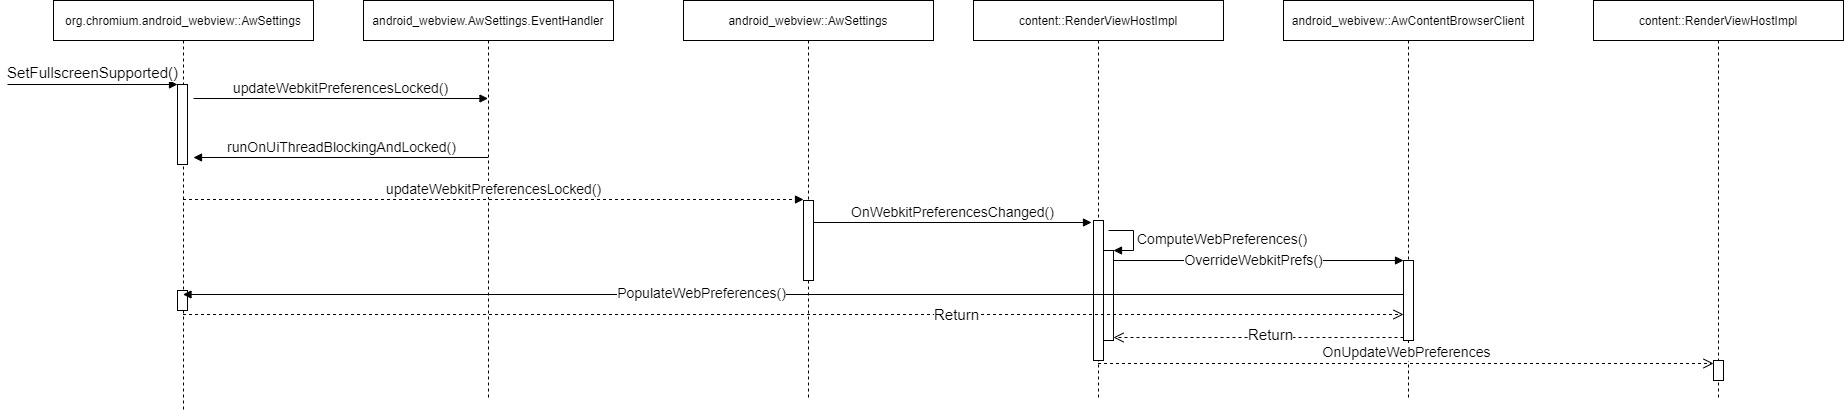 org.chromium.android_webview::AwSettings
android_webview.AwSettings.EventHandler
android_webview::AwSettings
content::RenderViewHostImpl
android_webivew::AwContentBrowserClient
content::RenderViewHostImpl
SetFullscreenSupported()
updateWebkitPreferencesLocked()
runOnUiThreadBlockingAndLocked()
updateWebkitPreferencesLocked()
OnWebkitPreferencesChanged()
ComputeWebPreferences()
OverrideWebkitPrefs()
PopulateWebPreferences()
Return
Return
OnUpdateWebPreferences